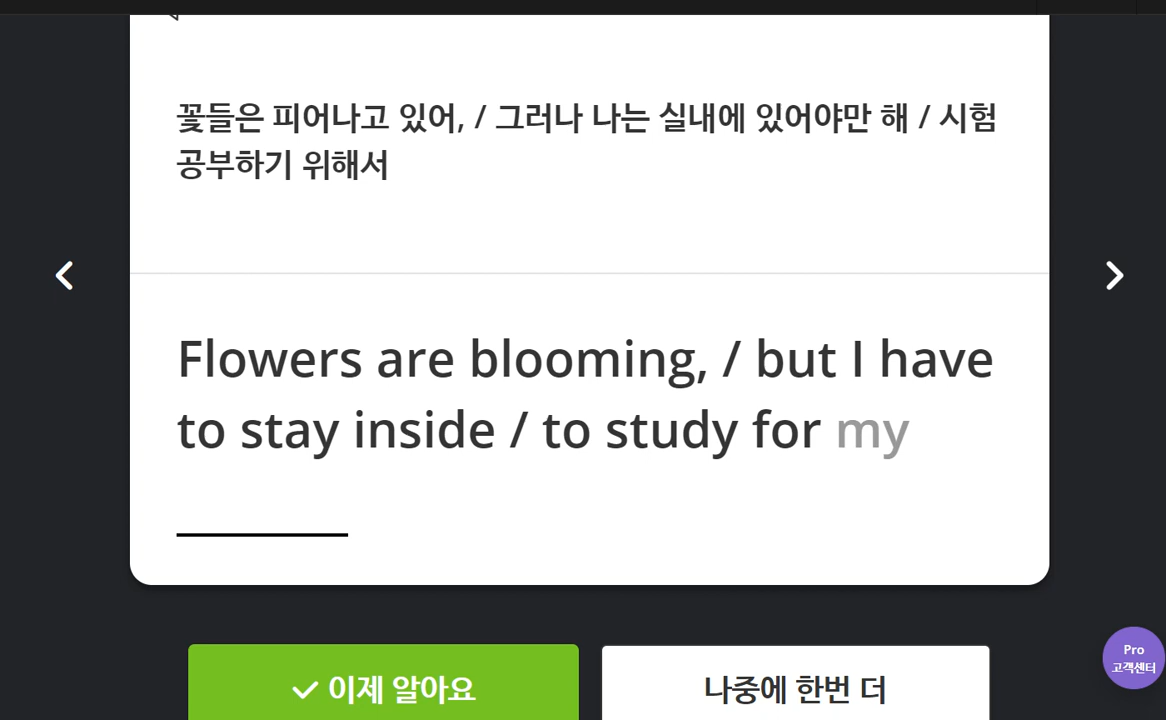 꽃들은 피어나고 있어, / 그러나 나는 실내에 있어야만 해 / 시험
공부하기 위해서
Flowers are blooming, / but I have
to stay inside / to study for my
이제 알아요
나중에 한번 더
Pro
고객센터